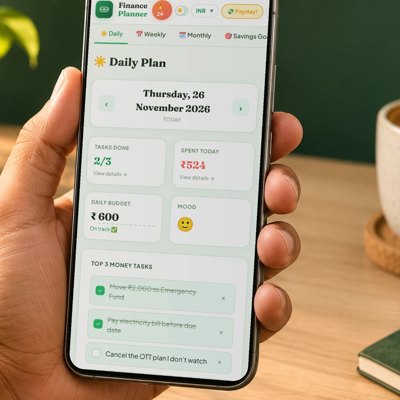 Finance
Planner
24
INR ▼
Payday!
Daily
Weekly
Monthly
Savings Go
Daily Plan
Thursday, 26
November 2026
TODAY
TASKS DONE
2/3
View details →
SPENT TODAY
₹524
View details →
DAILY BUDGET
₹ 600
On track ✅
MOOD
TOP 3 MONEY TASKS
Move ₹2,000 to Emergency
Fund
×
Pay electricity bill before due
date
×
Cancel the OTT plan I don't watch
×